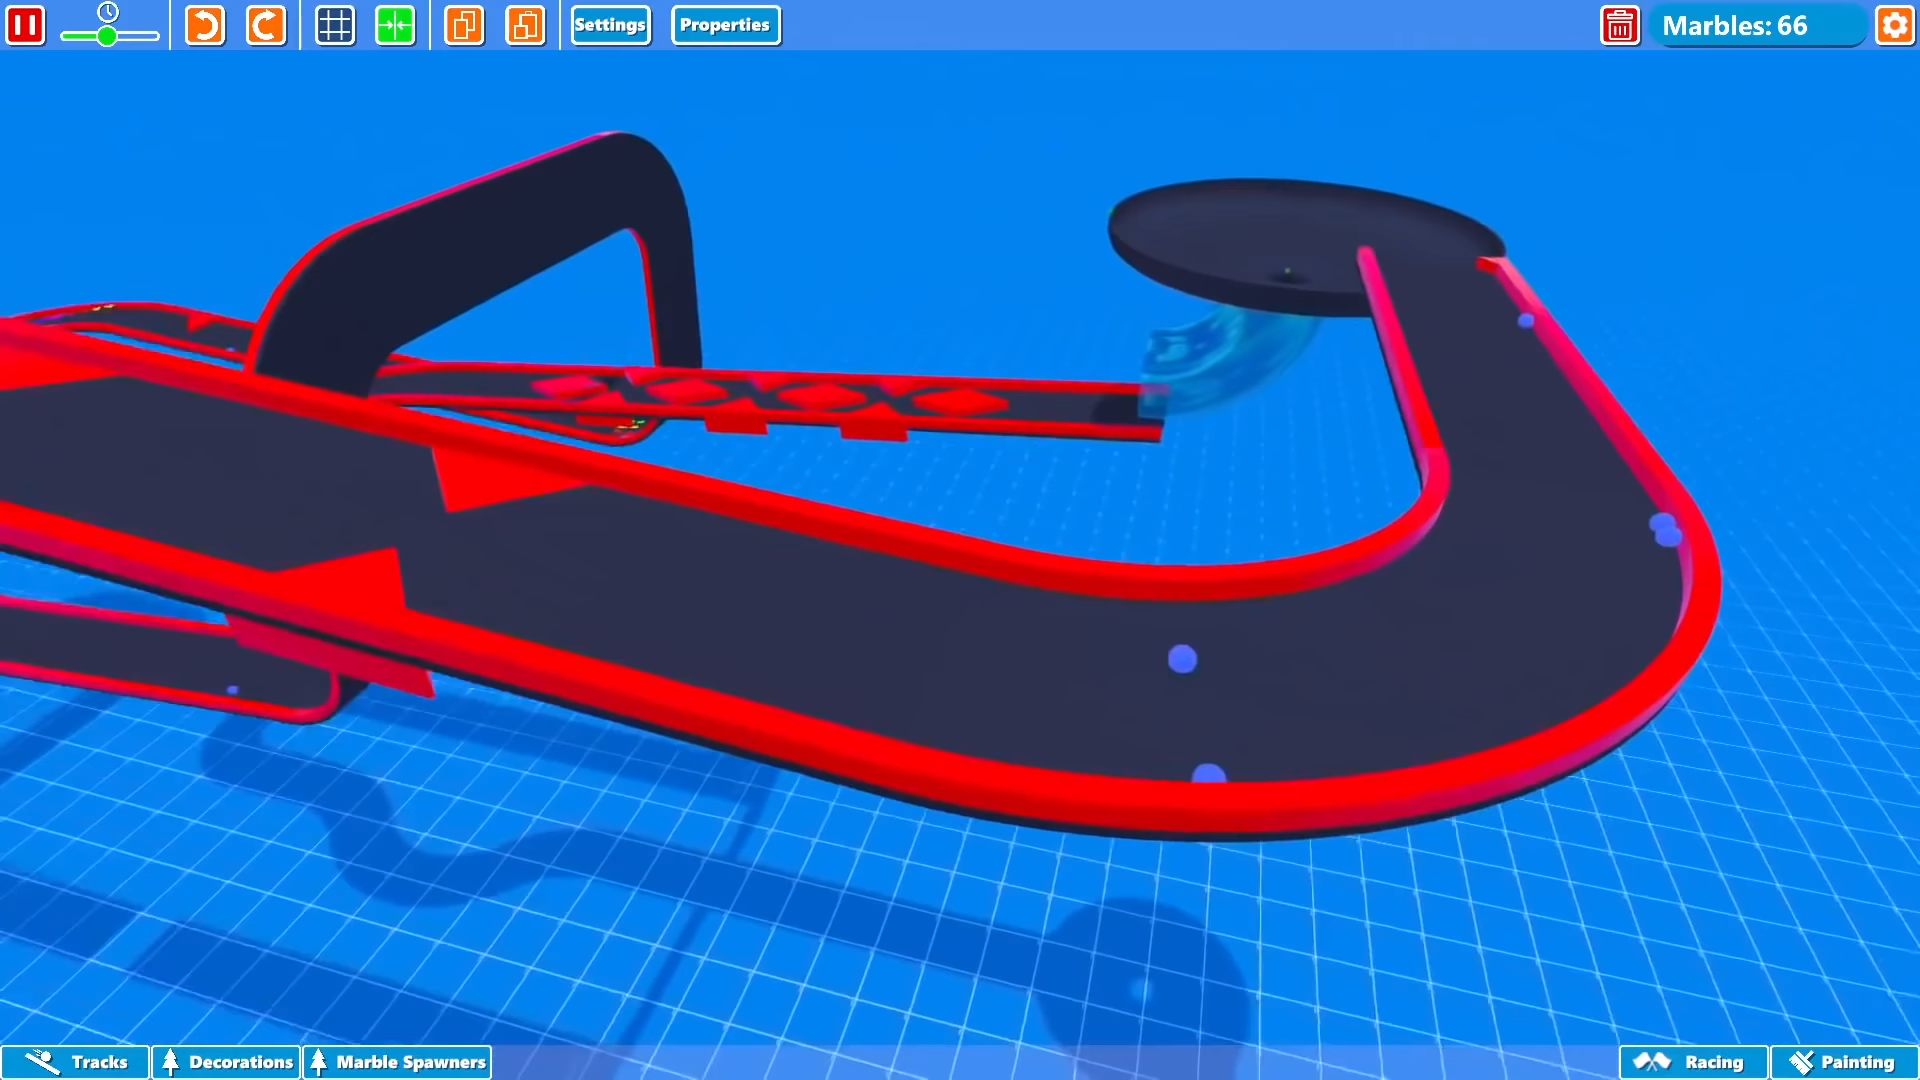 Settings
Properties
Marbles: 66
Tracks
Decorations
Marble Spawners
Racing
Painting